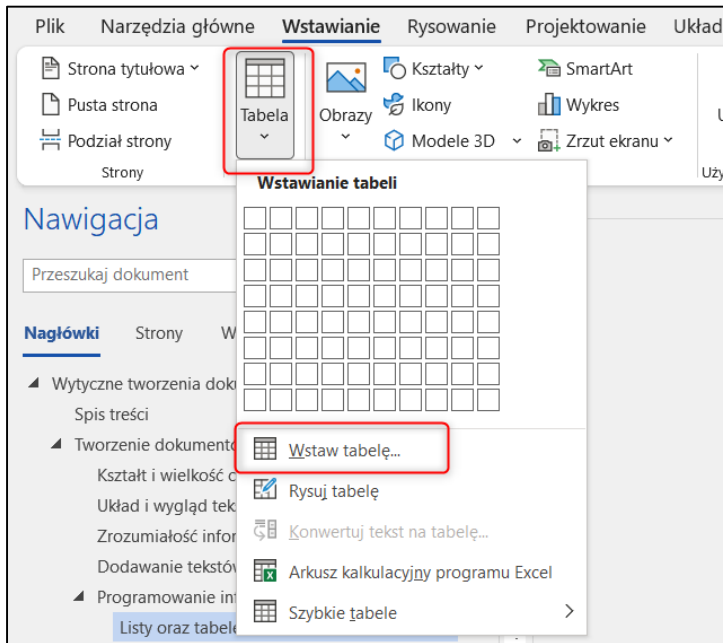 Plik Narzędzia główne Wstawianie Rysowanie Projektowanie Układ
Strona tytułowa
Pusta strona
Podział strony
Strony
Tabela
Obrazy
Kształty
Ikony
Modele 3D
SmartArt
Wykres
Zrzut ekranu
Uży
Wstawianie tabeli
Wstaw tabelę...
Rysuj tabelę
Konwertuj tekst na tabelę...
Arkusz kalkulacyjny programu Excel
Szybkie tabele
Nawigacja
Przeszukaj dokument
Nagłówki Strony W
Wytyczne tworzenia dok
Spis treści
Tworzenie dokument
Kształt i wielkość c
Układ i wygląd tek
Zrozumiałość infor
Dodawanie tekstó
Programowanie in
Listy oraz tabele